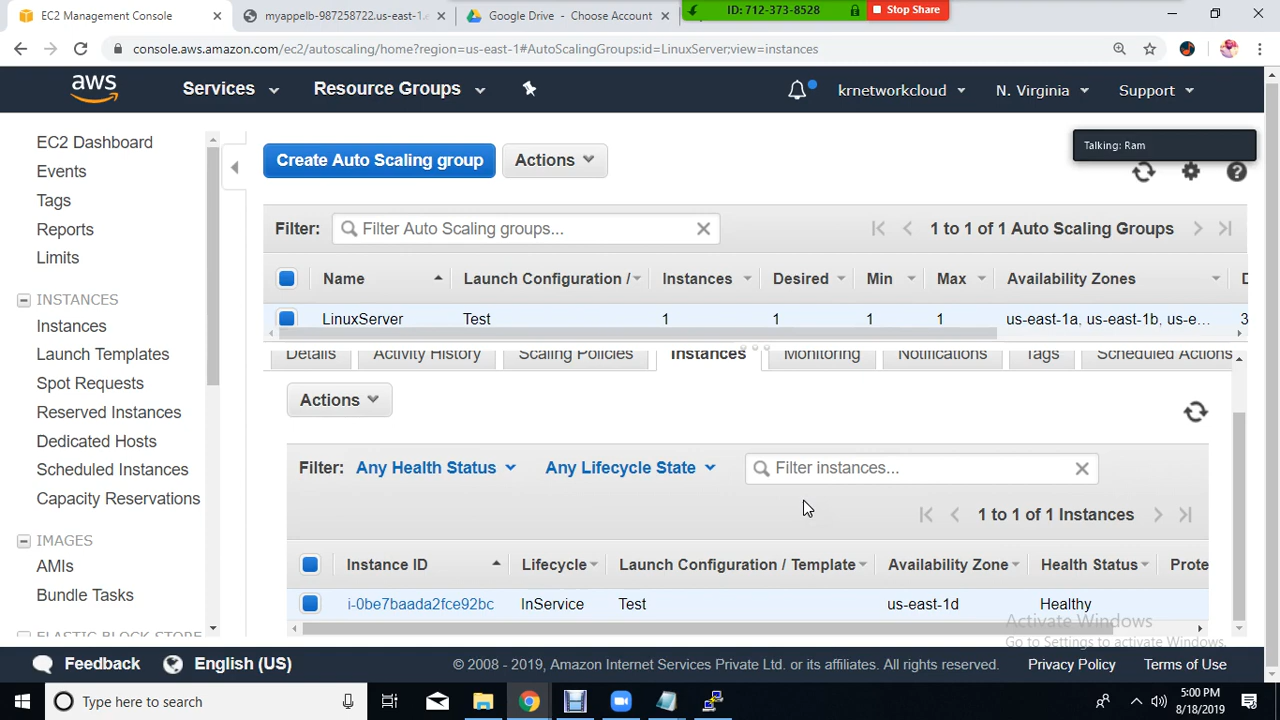 EC2 Management Console
myappelb-987258722.us-east-1.e
Google Drive - Choose Account
ID: 712-373-8528
Stop Share
console.aws.amazon.com/ec2/autoscaling/home?region=us-east-1#AutoScalingGroups:id=LinuxServer;view=instances
aws
Services
Resource Groups
krnetworkcloud
N. Virginia
Support
Talking: Ram
EC2 Dashboard
Events
Tags
Reports
Limits
INSTANCES
Instances
Launch Templates
Spot Requests
Reserved Instances
Dedicated Hosts
Scheduled Instances
Capacity Reservations
IMAGES
AMIs
Bundle Tasks
ELASTIC BLOCK STORE
Create Auto Scaling group
Actions
Filter: Filter Auto Scaling groups...
1 to 1 of 1 Auto Scaling Groups
Name Launch Configuration / Instances Desired Min Max Availability Zones D
LinuxServer Test 1 1 1 1 us-east-1a, us-east-1b, us-e... 3
Details Activity History Scaling Policies Instances Monitoring Notifications Tags Scheduled Actions
Actions
Filter: Any Health Status Any Lifecycle State Filter instances...
1 to 1 of 1 Instances
Instance ID Lifecycle Launch Configuration / Template Availability Zone Health Status Prote
i-0be7baada2fce92bc InService Test us-east-1d Healthy
Activate Windows
Go to Settings to activate Windows.
Feedback
English (US)
© 2008 - 2019, Amazon Internet Services Private Ltd. or its affiliates. All rights reserved.
Privacy Policy
Terms of Use
Type here to search
5:00 PM
8/18/2019